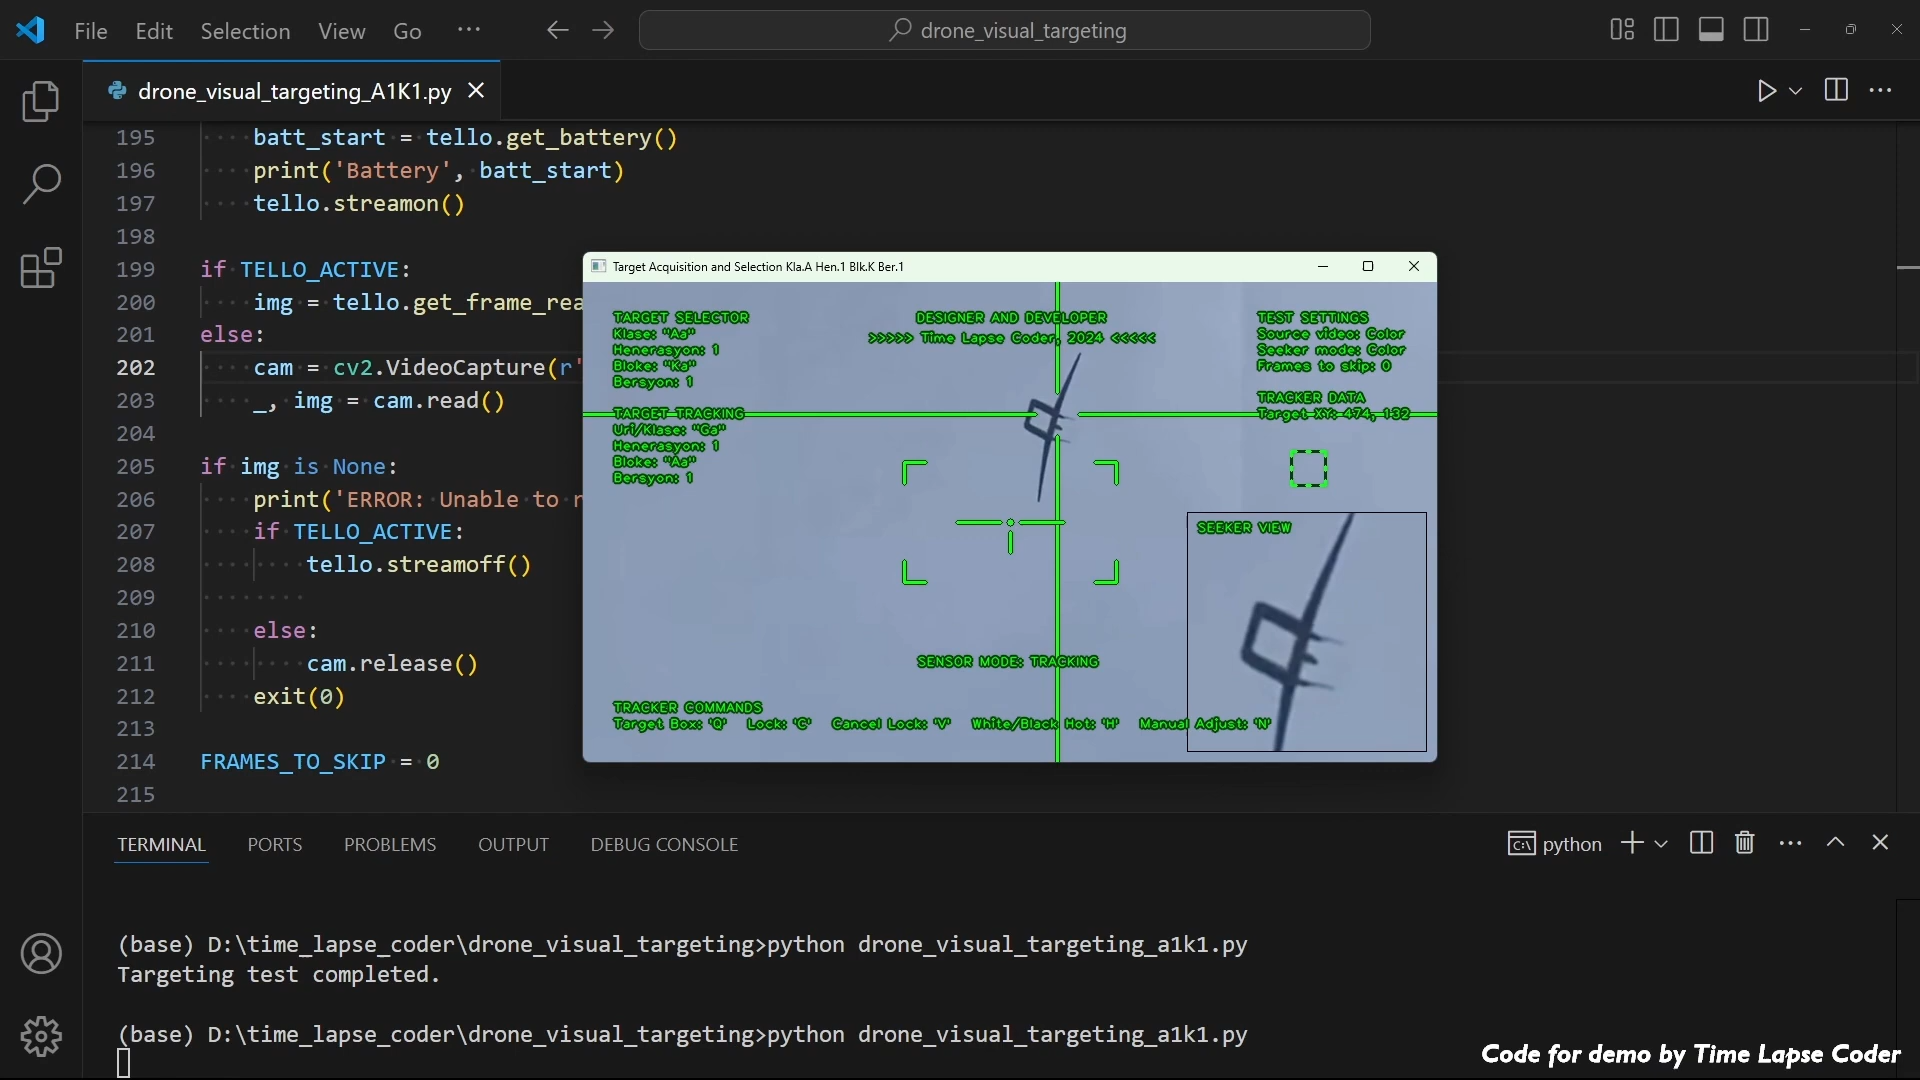 File Edit Selection View Go ···
drone_visual_targeting
drone_visual_targeting_A1K1.py
195 batt_start = tello.get_battery()
196 print('Battery', batt_start)
197 tello.streamon()
198
199 if TELLO_ACTIVE:
200 img = tello.get_frame_rea
201 else:
202 cam = cv2.VideoCapture(r'
203 _, img = cam.read()
204
205 if img is None:
206 print('ERROR: Unable to r
207 if TELLO_ACTIVE:
208 tello.streamoff()
209
210 else:
211 cam.release()
212 exit(0)
213
214 FRAMES_TO_SKIP = 0
215
Target Acquisition and Selection Kla.A Hen.1 Blk.K Ber.1
TARGET SELECTOR
Klase: "Aa"
Henerasyon: 1
Bloke: "Ka"
Bersyon: 1
TARGET TRACKING
Uri/Klase: "Ga"
Henerasyon: 1
Bloke: "Aa"
Bersyon: 1
DESIGNER AND DEVELOPER
>>>>> Time Lapse Coder, 2024 <<<<<
TEST SETTINGS
Source video: Color
Seeker mode: Color
Frames to skip: 0
TRACKER DATA
Target XY: 474, 132
SEEKER VIEW
SENSOR MODE: TRACKING
TRACKER COMMANDS
Target Box: 'Q' Lock: 'C' Cancel Lock: 'V' White/Black Hot: 'H' Manual Adjust: 'N'
TERMINAL PORTS PROBLEMS OUTPUT DEBUG CONSOLE
python
(base) D:\time_lapse_coder\drone_visual_targeting>python drone_visual_targeting_a1k1.py
Targeting test completed.
(base) D:\time_lapse_coder\drone_visual_targeting>python drone_visual_targeting_a1k1.py
Code for demo by Time Lapse Coder